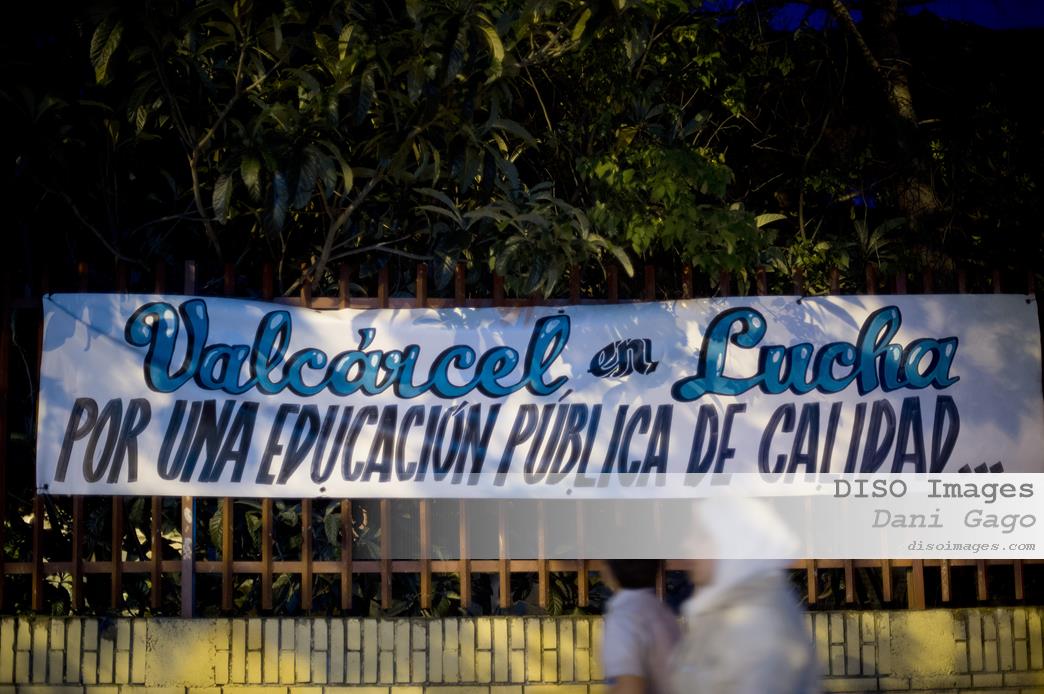 Valcárcel en Lucha
POR UNA EDUCACIÓN PÚBLICA DE CALIDAD...
DISO Images
Dani Gago
disoimages.com